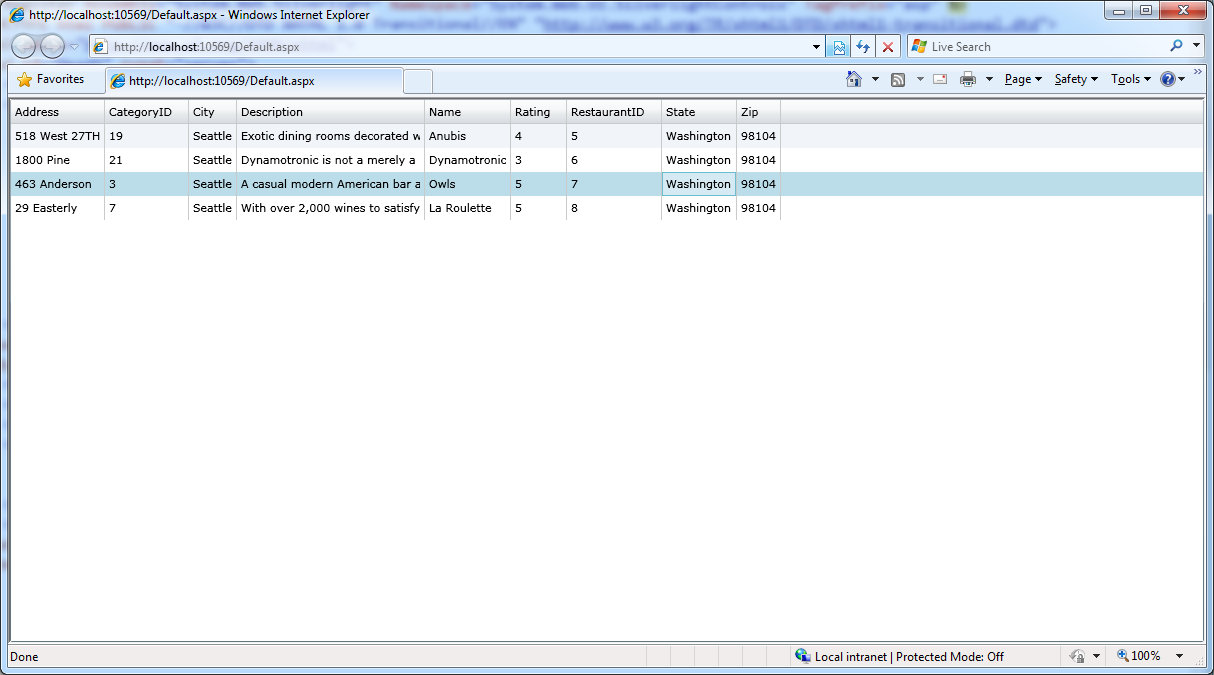 http://localhost:10569/Default.aspx - Windows Internet Explorer
http://localhost:10569/Default.aspx Live Search
Favorites http://localhost:10569/Default.aspx Page Safety Tools
Address CategoryID City Description Name Rating RestaurantID State Zip
518 West 27TH 19 Seattle Exotic dining rooms decorated w Anubis 4 5 Washington 98104
1800 Pine 21 Seattle Dynamotronic is not a merely a Dynamotronic 3 6 Washington 98104
463 Anderson 3 Seattle A casual modern American bar a Owls 5 7 Washington 98104
29 Easterly 7 Seattle With over 2,000 wines to satisfy La Roulette 5 8 Washington 98104
Done Local intranet | Protected Mode: Off 100%